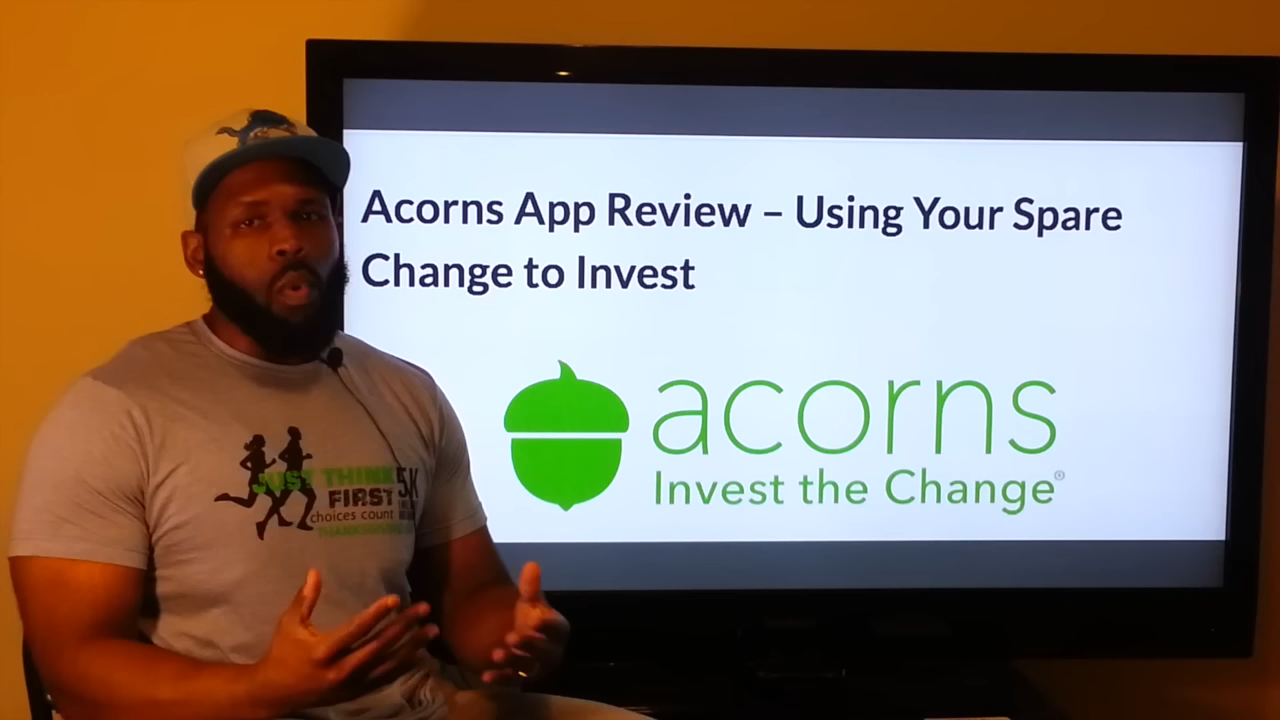 Acorns App Review – Using Your Spare
Change to Invest
acorns
Invest the Change®
JUST THINK
FIRST
5K
choices count